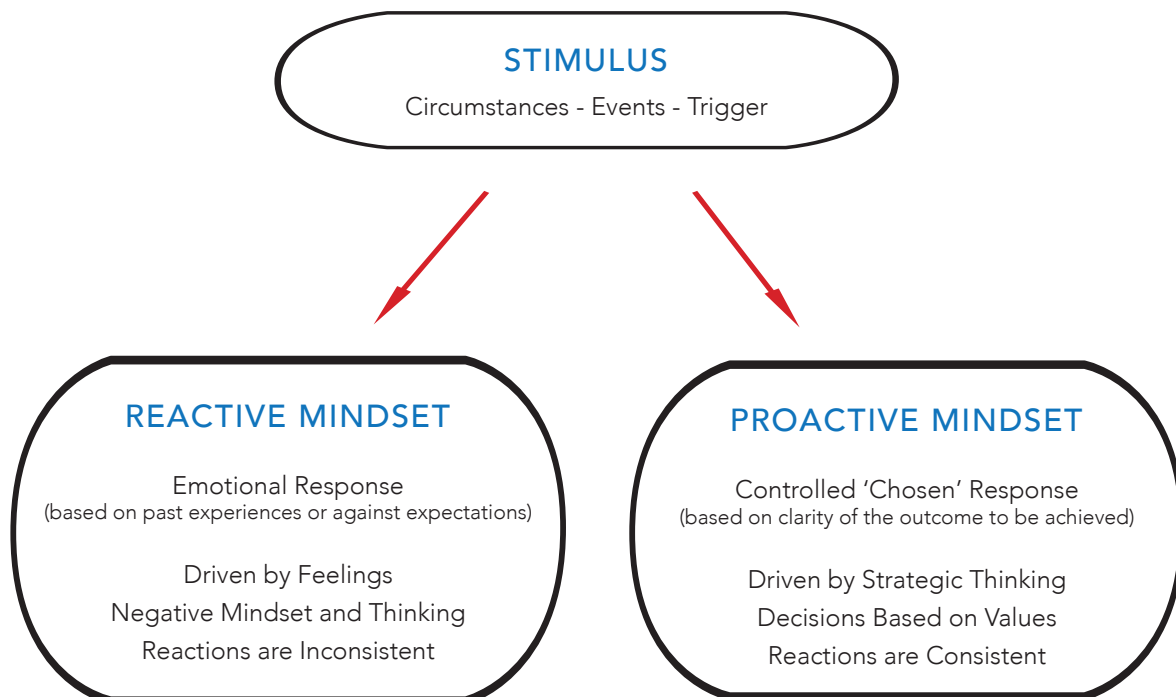 STIMULUS
Circumstances - Events - Trigger
REACTIVE MINDSET
Emotional Response
(based on past experiences or against expectations)
Driven by Feelings
Negative Mindset and Thinking
Reactions are Inconsistent
PROACTIVE MINDSET
Controlled ‘Chosen’ Response
(based on clarity of the outcome to be achieved)
Driven by Strategic Thinking
Decisions Based on Values
Reactions are Consistent